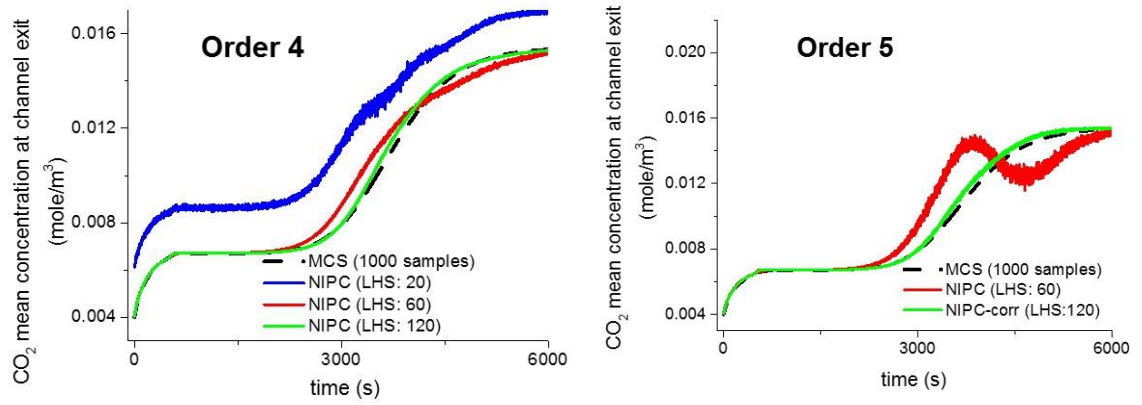 CO2 mean concentration at channel exit
(mole/m3)
0.016
0.012
0.008
0.004
Order 4
MCS (1000 samples)
NIPC (LHS: 20)
NIPC (LHS: 60)
NIPC (LHS: 120)
0
3000
6000
time (s)
CO2 mean concentration at channel exit
(mole/m3)
0.020
0.016
0.012
0.008
0.004
Order 5
MCS (1000 samples)
NIPC (LHS: 60)
NIPC-corr (LHS:120)
0
3000
6000
time (s)